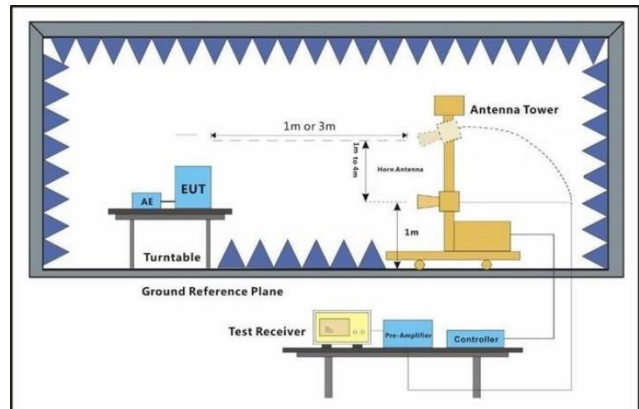 Antenna Tower
1m or 3m
1m to 4m
Horn Antenna
EUT
AE
1m
Turntable
Ground Reference Plane
Test Receiver
Pre-Amplifier
Controller